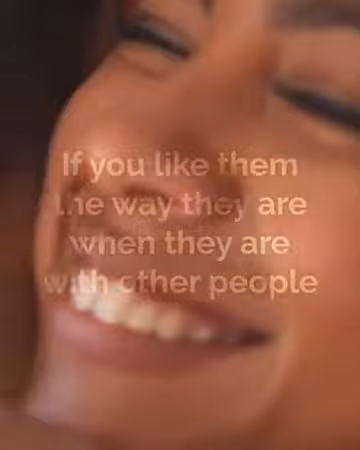 If you like them
the way they are
when they are
with other people